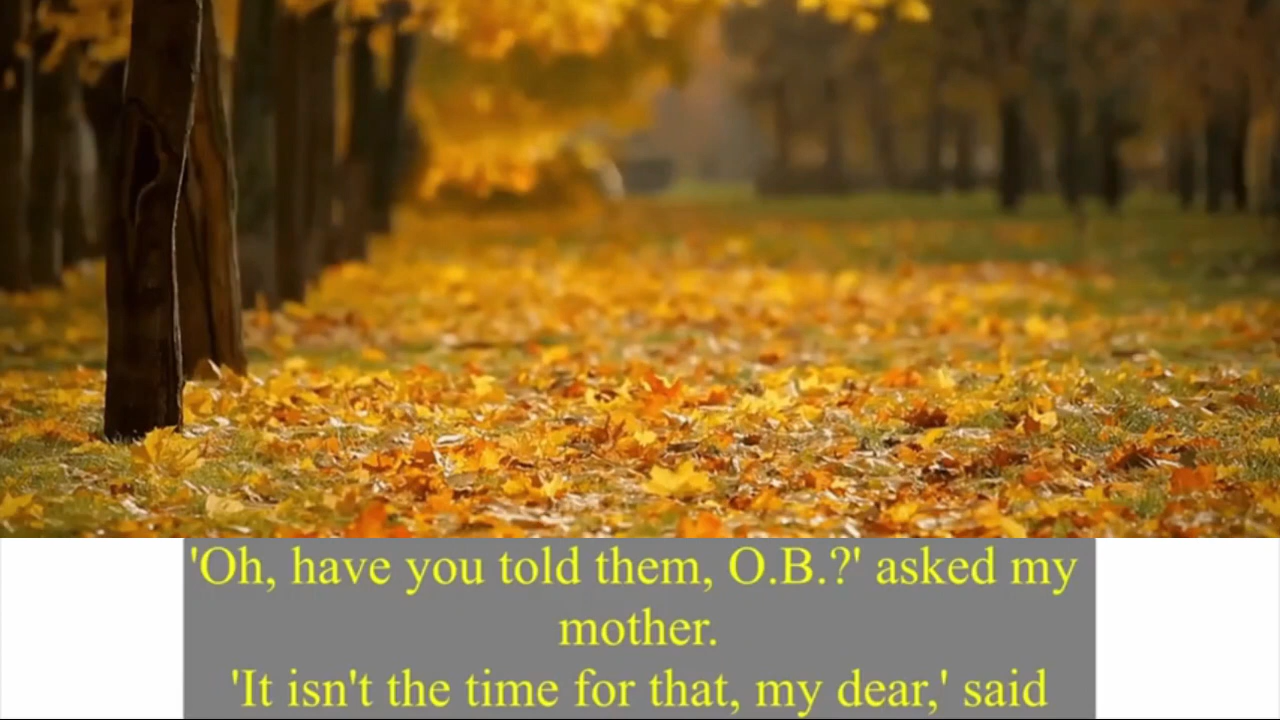 'Oh, have you told them, O.B.?' asked my
mother.
'It isn't the time for that, my dear,' said